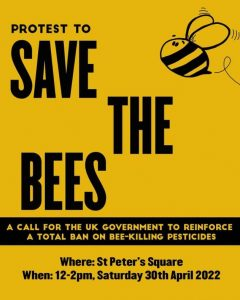 PROTEST TO
SAVE
THE
BEES
A CALL FOR THE UK GOVERNMENT TO REINFORCE
A TOTAL BAN ON BEE-KILLING PESTICIDES
Where: St Peter's Square
When: 12-2pm, Saturday 30th April 2022